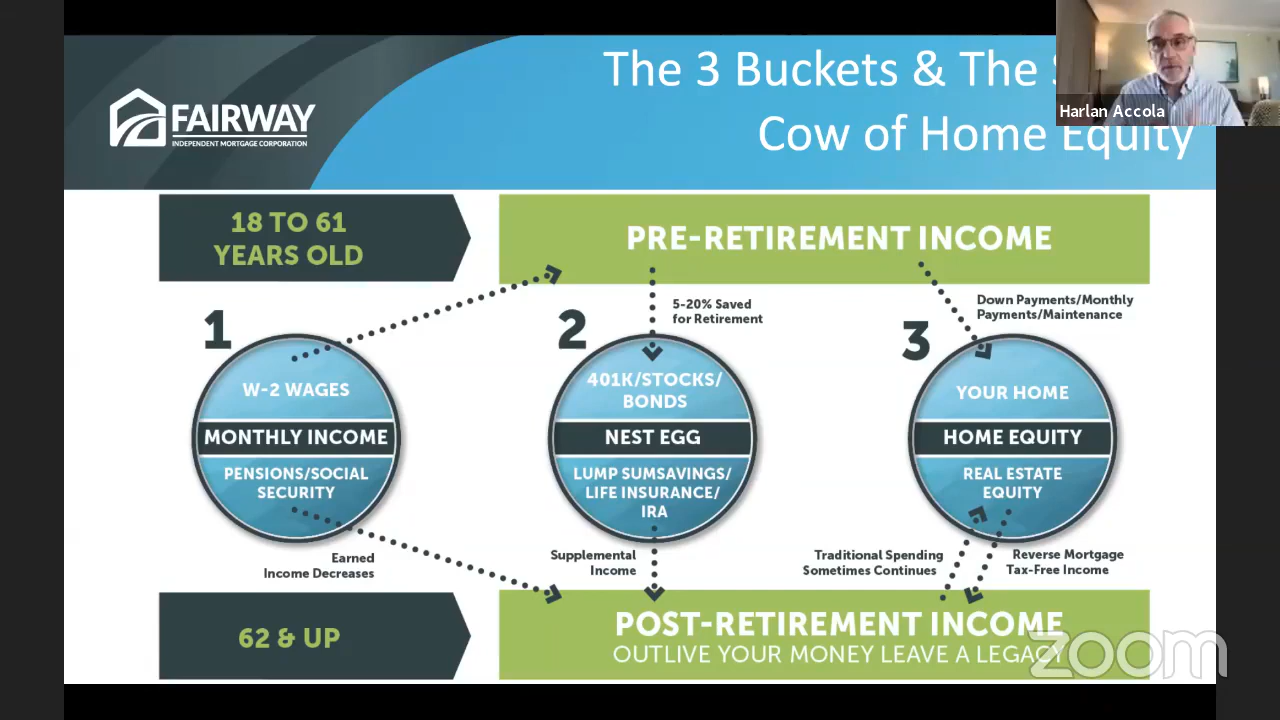 The 3 Buckets & The
Cow of Home Equity
Harlan Accola
FAIRWAY
INDEPENDENT MORTGAGE CORPORATION
18 TO 61
YEARS OLD
PRE-RETIREMENT INCOME
5-20% Saved
for Retirement
Down Payments/Monthly
Payments/Maintenance
1
W-2 WAGES
MONTHLY INCOME
PENSIONS/SOCIAL
SECURITY
2
401K/STOCKS/
BONDS
NEST EGG
LUMP SUMSAVINGS/
LIFE INSURANCE/
IRA
3
YOUR HOME
HOME EQUITY
REAL ESTATE
EQUITY
Earned
Income Decreases
Supplemental
Income
Traditional Spending
Sometimes Continues
Reverse Mortgage
Tax-Free Income
62 & UP
POST-RETIREMENT INCOME
OUTLIVE YOUR MONEY LEAVE A LEGACY
zoom